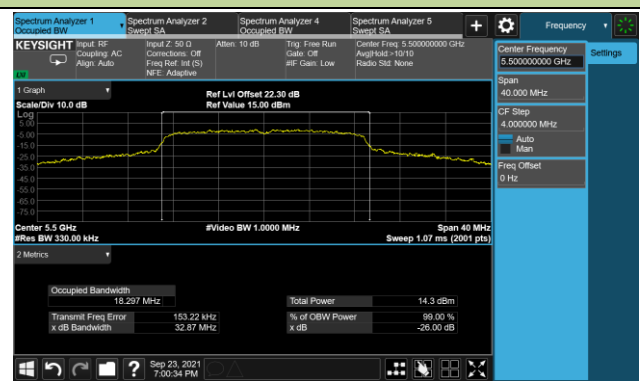 Spectrum Analyzer 1
Occupied BW
Spectrum Analyzer 2
Swept SA
Spectrum Analyzer 4
Occupied BW
Spectrum Analyzer 5
Swept SA
+
Frequency
KEYSIGHT
Input: RF
Coupling: AC
Align: Auto
Input Z: 50 Ω
Corrections: Off
Freq Ref: Int (S)
NFE: Adaptive
Atten: 10 dB
Trig: Free Run
Gate: Off
#IF Gain: Low
Center Freq: 5.500000000 GHz
Avg|Hold:>10/10
Radio Std: None
LXI
Center Frequency
5.500000000 GHz
Settings
Span
40.000 MHz
CF Step
4.000000 MHz
Auto
Man
Freq Offset
0 Hz
1 Graph
Ref Lvl Offset 22.30 dB
Scale/Div 10.0 dB
Ref Value 15.00 dBm
Log
5.00
-5.00
-15.0
-25.0
-35.0
-45.0
-55.0
-65.0
-75.0
Center 5.5 GHz
#Video BW 1.0000 MHz
Span 40 MHz
#Res BW 330.00 kHz
Sweep 1.07 ms (2001 pts)
2 Metrics
Occupied Bandwidth
18.297 MHz
Total Power
14.3 dBm
Transmit Freq Error
153.22 kHz
% of OBW Power
99.00 %
x dB Bandwidth
32.87 MHz
x dB
-26.00 dB
?
Sep 23, 2021
7:00:34 PM